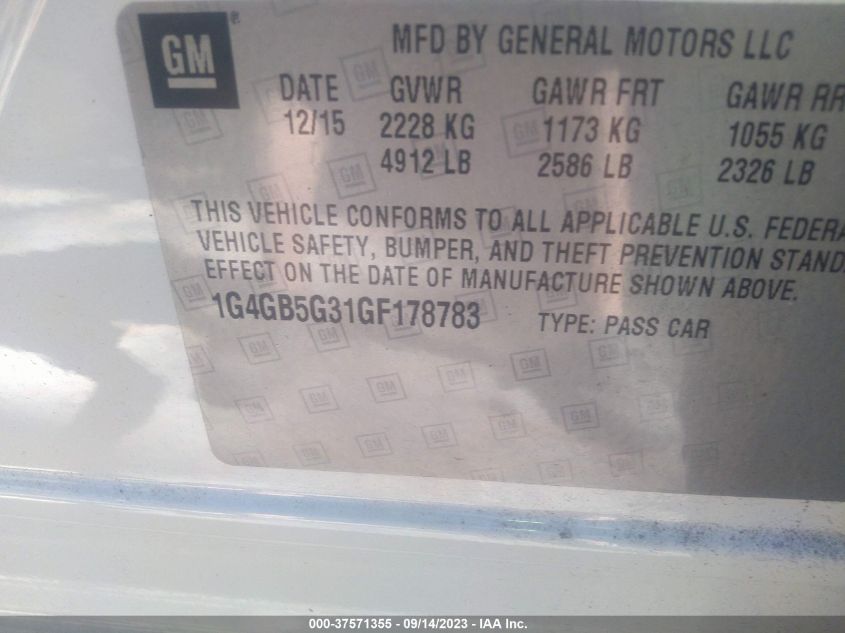 GM
MFD BY GENERAL MOTORS LLC
DATE GVWR GAWR FRT GAWR RR
12/15 2228 KG 1173 KG 1055 KG
4912 LB 2586 LB 2326 LB
THIS VEHICLE CONFORMS TO ALL APPLICABLE U.S. FEDERA
VEHICLE SAFETY, BUMPER, AND THEFT PREVENTION STAND
EFFECT ON THE DATE OF MANUFACTURE SHOWN ABOVE.
1G4GB5G31GF178783 TYPE: PASS CAR
000-37571355 - 09/14/2023 - IAA Inc.